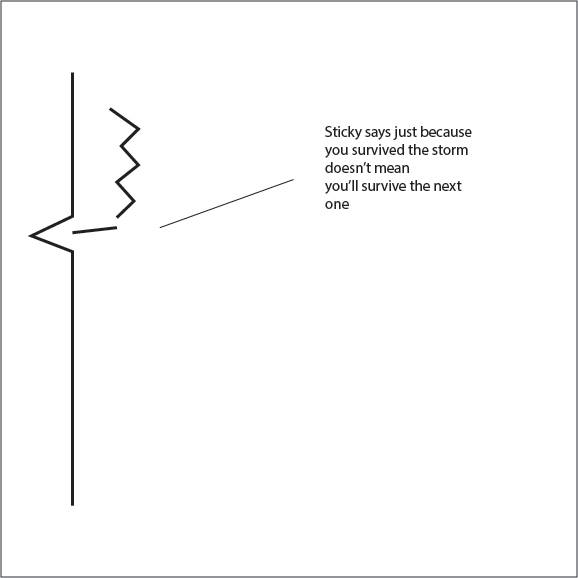 Sticky says just because
you survived the storm
doesn't mean
you'll survive the next
one